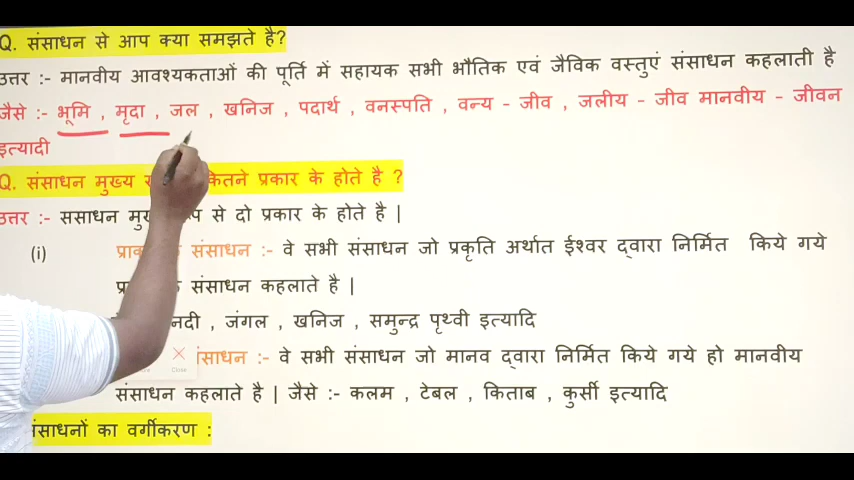 Q. संसाधन से आप क्या समझते है?
उत्तर :- मानवीय आवश्यकताओं की पूर्ति में सहायक सभी भौतिक एवं जैविक वस्तुएं संसाधन कहलाती है
जैसे :- भूमि , मृदा , जल , खनिज , पदार्थ , वनस्पति , वन्य - जीव , जलीय - जीव मानवीय - जीवन
इत्यादी
Q. संसाधन मुख्य कितने प्रकार के होते है ?
उत्तर :- ससाधन से दो प्रकार के होते है |
(i) संसाधन :- वे सभी संसाधन जो प्रकृति अर्थात ईश्वर द्वारा निर्मित किये गये
संसाधन कहलाते है |
नदी , जंगल , खनिज , समुन्द्र पृथ्वी इत्यादि
:- वे सभी संसाधन जो मानव द्वारा निर्मित किये गये हो मानवीय
संसाधन कहलाते है | जैसे :- कलम , टेबल , किताब , कुर्सी इत्यादि
का वर्गीकरण :
Close